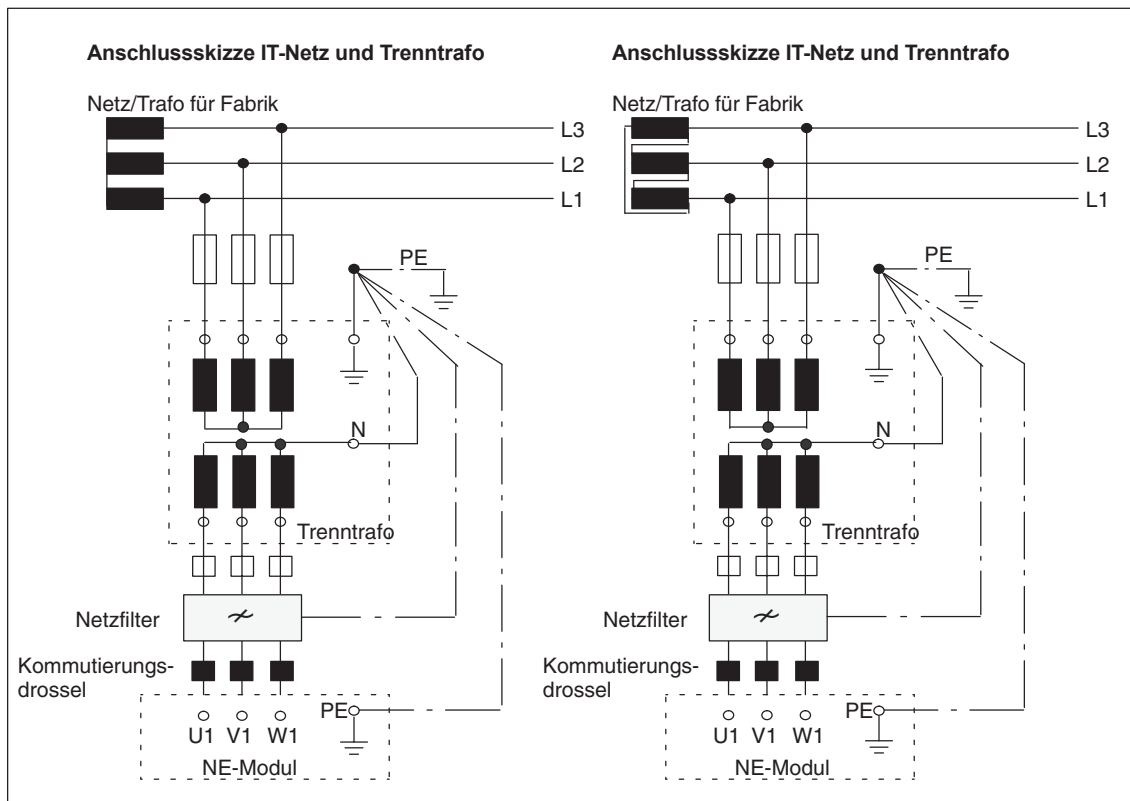 Anschlussskizze IT-Netz und Trenntrafo
Netz/Trafo für Fabrik
L3
L2
L1
PE
N
Trenntrafo
Netzfilter
Kommutierungs-
drossel
PE
U1 V1 W1
NE-Modul
Anschlussskizze IT-Netz und Trenntrafo
Netz/Trafo für Fabrik
L3
L2
L1
PE
N
Trenntrafo
Netzfilter
Kommutierungs-
drossel
PE
U1 V1 W1
NE-Modul